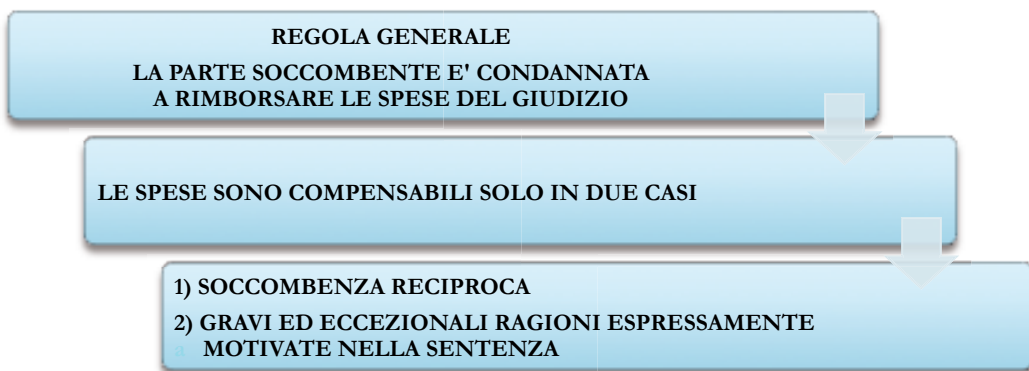 REGOLA GENERALE
LA PARTE SOCCOMBENTE E' CONDANNATA
A RIMBORSARE LE SPESE DEL GIUDIZIO
LE SPESE SONO COMPENSABILI SOLO IN DUE CASI
1) SOCCOMBENZA RECIPROCA
2) GRAVI ED ECCEZIONALI RAGIONI ESPRESSAMENTE
a MOTIVATE NELLA SENTENZA